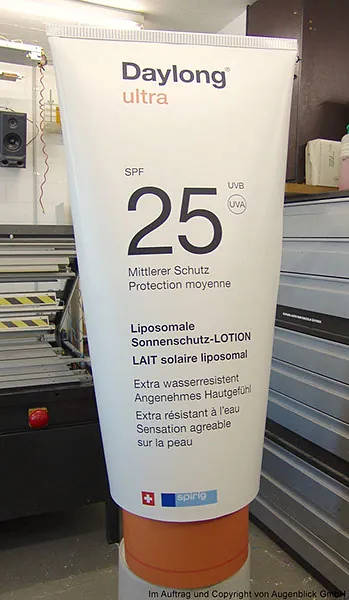 Daylong®
ultra
SPF
25
UVB
UVA
Mittlerer Schutz
Protection moyenne
Liposomale
Sonnenschutz-LOTION
LAIT solaire liposomal
Extra wasserresistent
Angenehmes Hautgefühl
Extra résistant à l'eau
Sensation agreable
sur la peau
spirig
Im Auftrag und Copyright von Augenblick GmbH